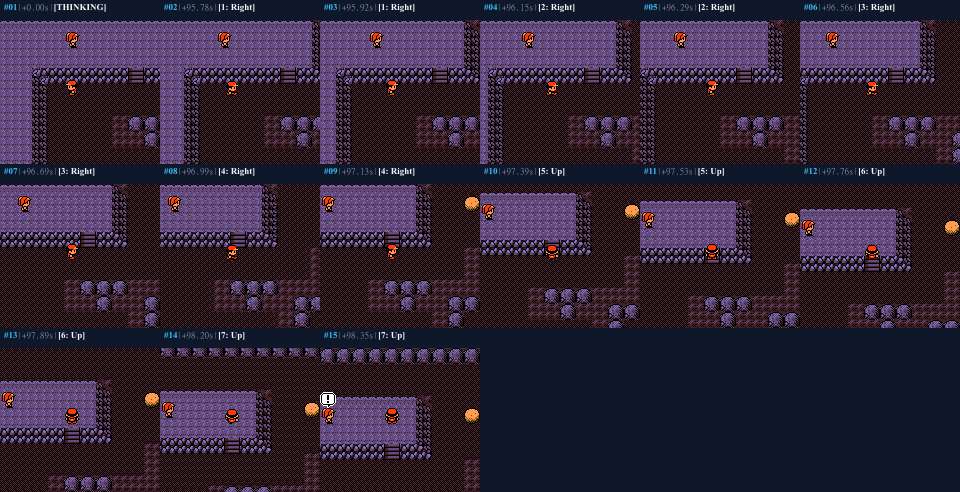 #01 | +0.00s | [THINKING]
#02 | +95.78s | [1: Right]
#03 | +95.92s | [1: Right]
#04 | +96.15s | [2: Right]
#05 | +96.29s | [2: Right]
#06 | +96.56s | [3: Right]
#07 | +96.69s | [3: Right]
#08 | +96.99s | [4: Right]
#09 | +97.13s | [4: Right]
#10 | +97.39s | [5: Up]
#11 | +97.53s | [5: Up]
#12 | +97.76s | [6: Up]
#13 | +97.89s | [6: Up]
#14 | +98.20s | [7: Up]
#15 | +98.35s | [7: Up]
!